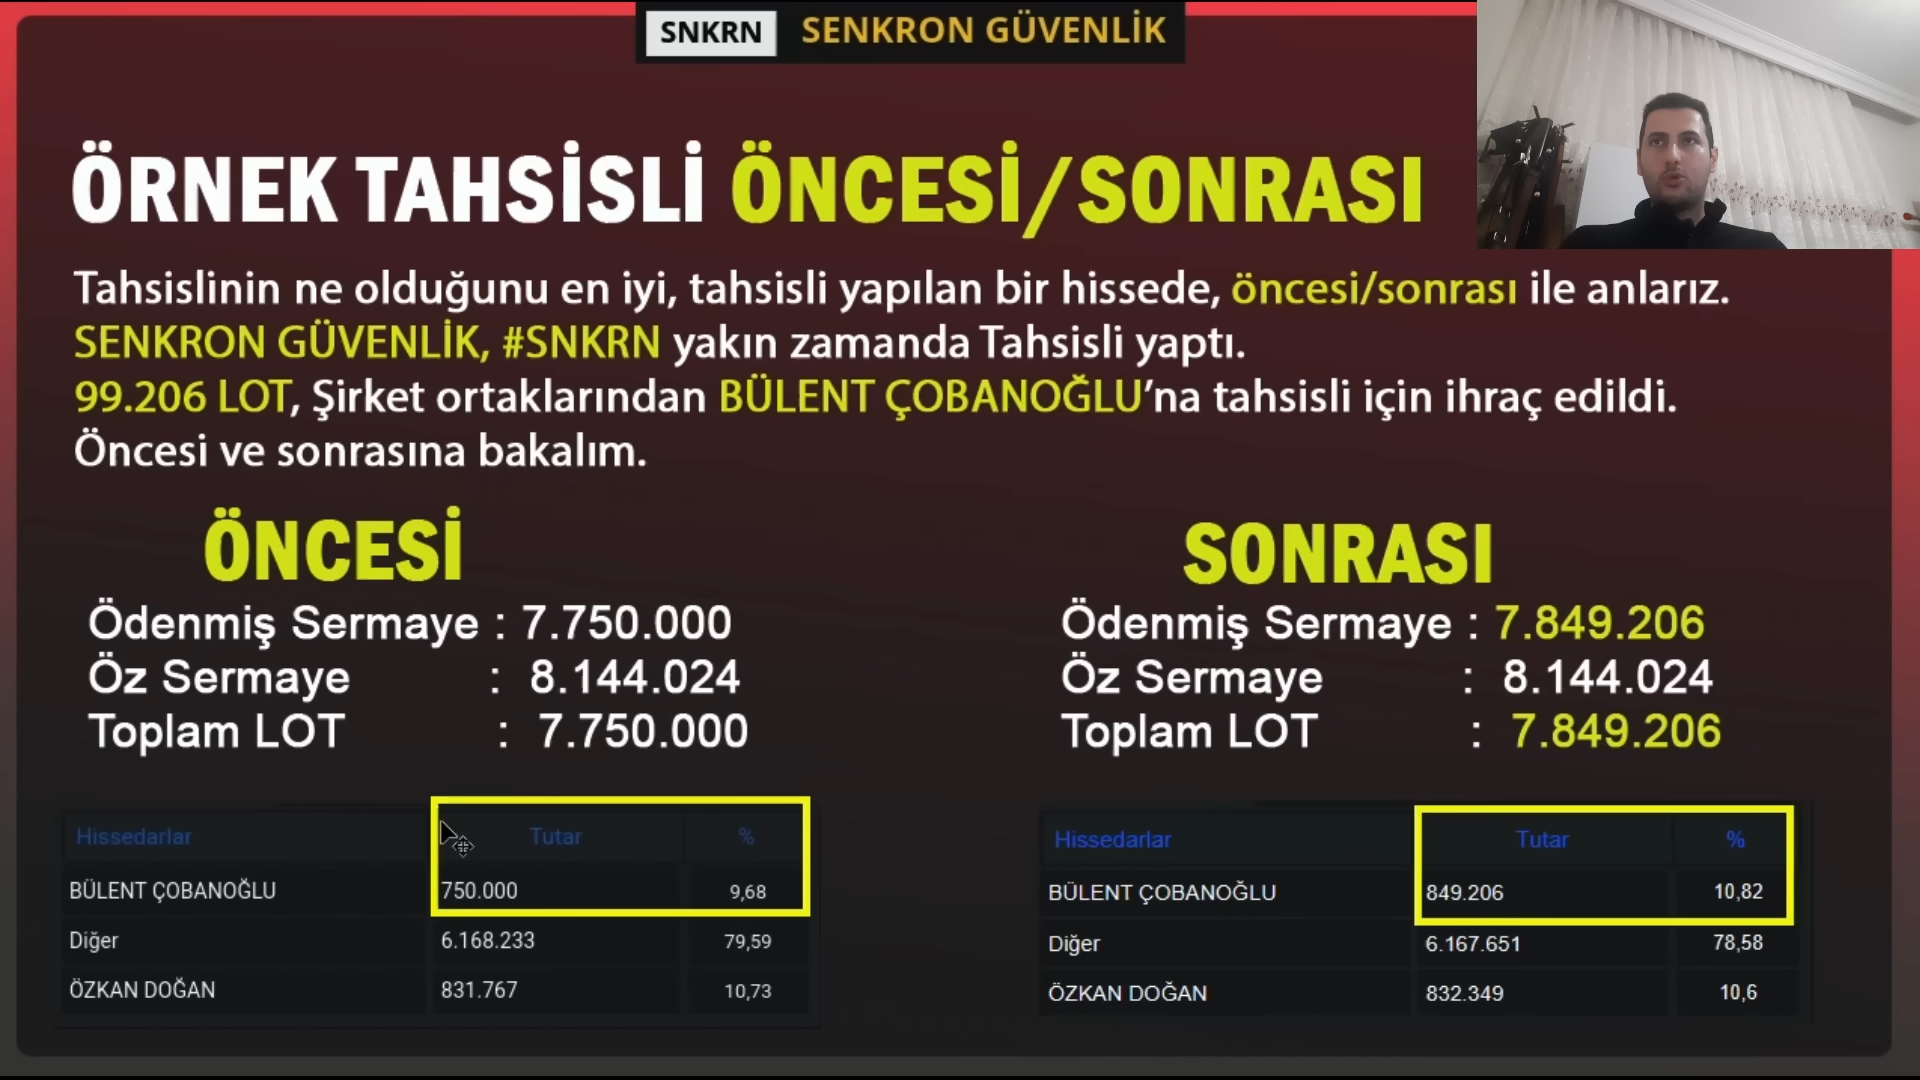 SNKRN SENKRON GÜVENLİK
ÖRNEK TAHSİSLİ ÖNCESİ/SONRASI
Tahsislinin ne olduğunu en iyi, tahsisli yapılan bir hissede, öncesi/sonrası ile anlarız.
SENKRON GÜVENLİK, #SNKRN yakın zamanda Tahsisli yaptı.
99.206 LOT, Şirket ortaklarından BÜLENT ÇOBANOĞLU'na tahsisli için ihraç edildi.
Öncesi ve sonrasına bakalım.
ÖNCESİ
Ödenmiş Sermaye : 7.750.000
Öz Sermaye : 8.144.024
Toplam LOT : 7.750.000
Hissedarlar Tutar %
BÜLENT ÇOBANOĞLU 750.000 9,68
Diğer 6.168.233 79,59
ÖZKAN DOĞAN 831.767 10,73
SONRASI
Ödenmiş Sermaye : 7.849.206
Öz Sermaye : 8.144.024
Toplam LOT : 7.849.206
Hissedarlar Tutar %
BÜLENT ÇOBANOĞLU 849.206 10,82
Diğer 6.167.651 78,58
ÖZKAN DOĞAN 832.349 10,6